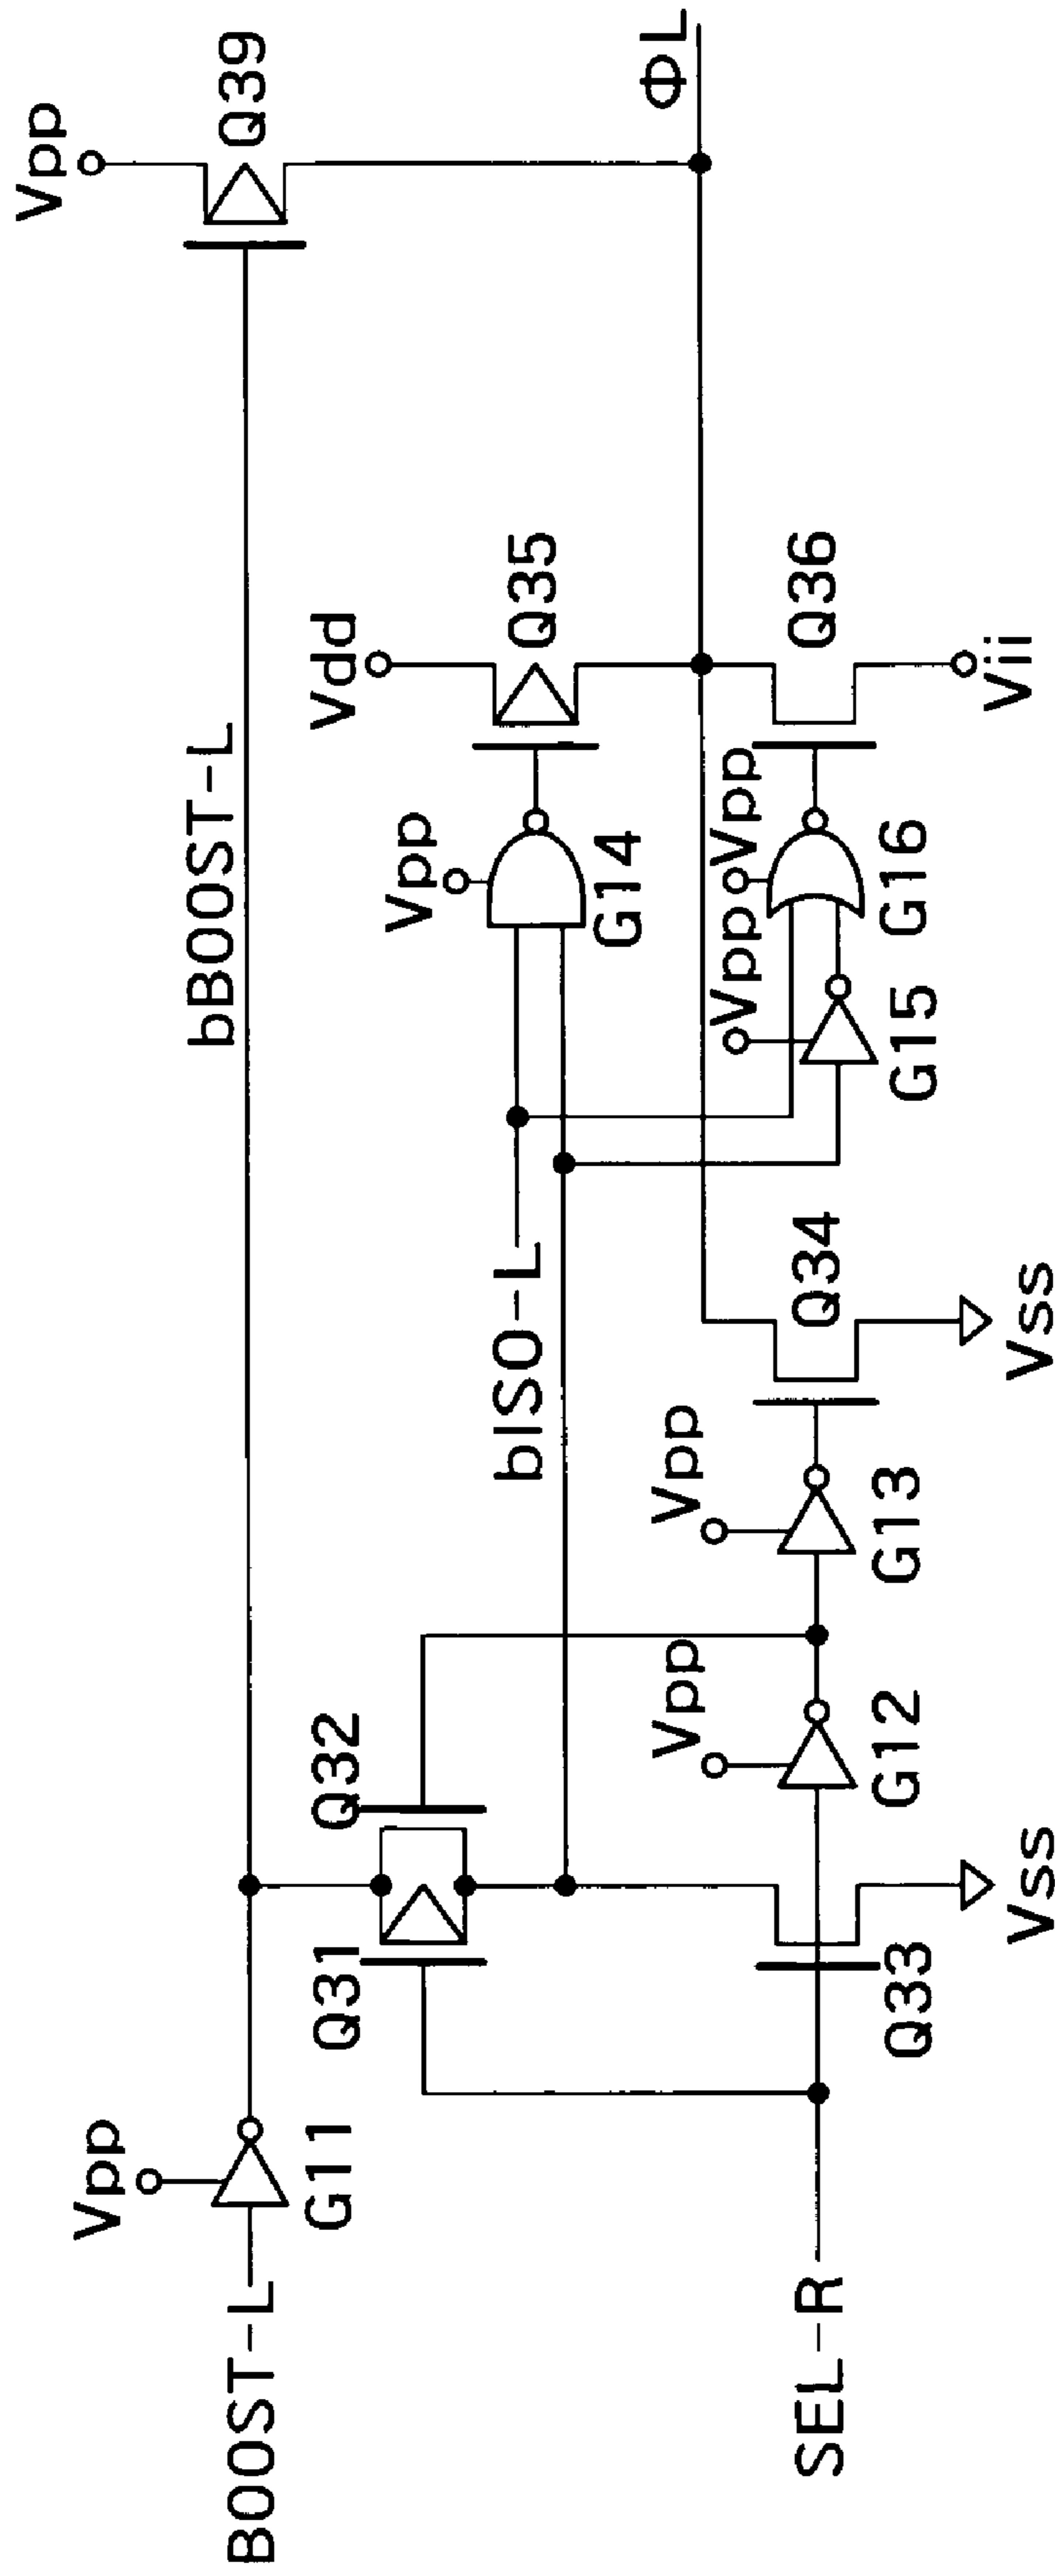 Vpp
Vpp
bBOOST-L
Q39
BOOST-L
G11
Q31
Q32
Vdd
Vpp
bISO-L
Q35
G14
ΦL
Vpp
Vpp
Vpp
Vpp
SEL-R
Q34
Q36
Q33
G12
G13
G15
G16
Vss
Vss
Vii